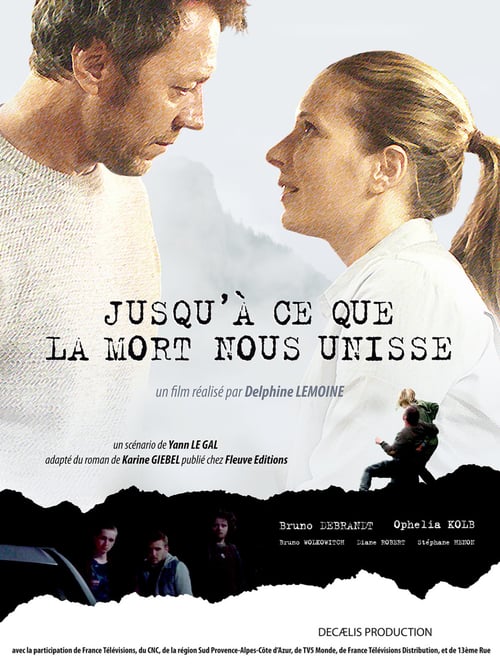 JUSQU'À CE QUE
LA MORT NOUS UNISSE
un film réalisé par Delphine LEMOINE
un scénario de Yann LE GAL
adapté du roman de Karine GIEBEL publié chez Fleuve Editions
Bruno DEBRANDT Ophelia KOLB
Bruno WOLKOWITCH Diane ROBERT Stéphane HENON
DECÆLIS PRODUCTION
avec la participation de France Télévisions, du CNC, de la région Sud Provence-Alpes-Côte d'Azur, de TV5 Monde, de France Télévisions Distribution, et de 13ème Rue